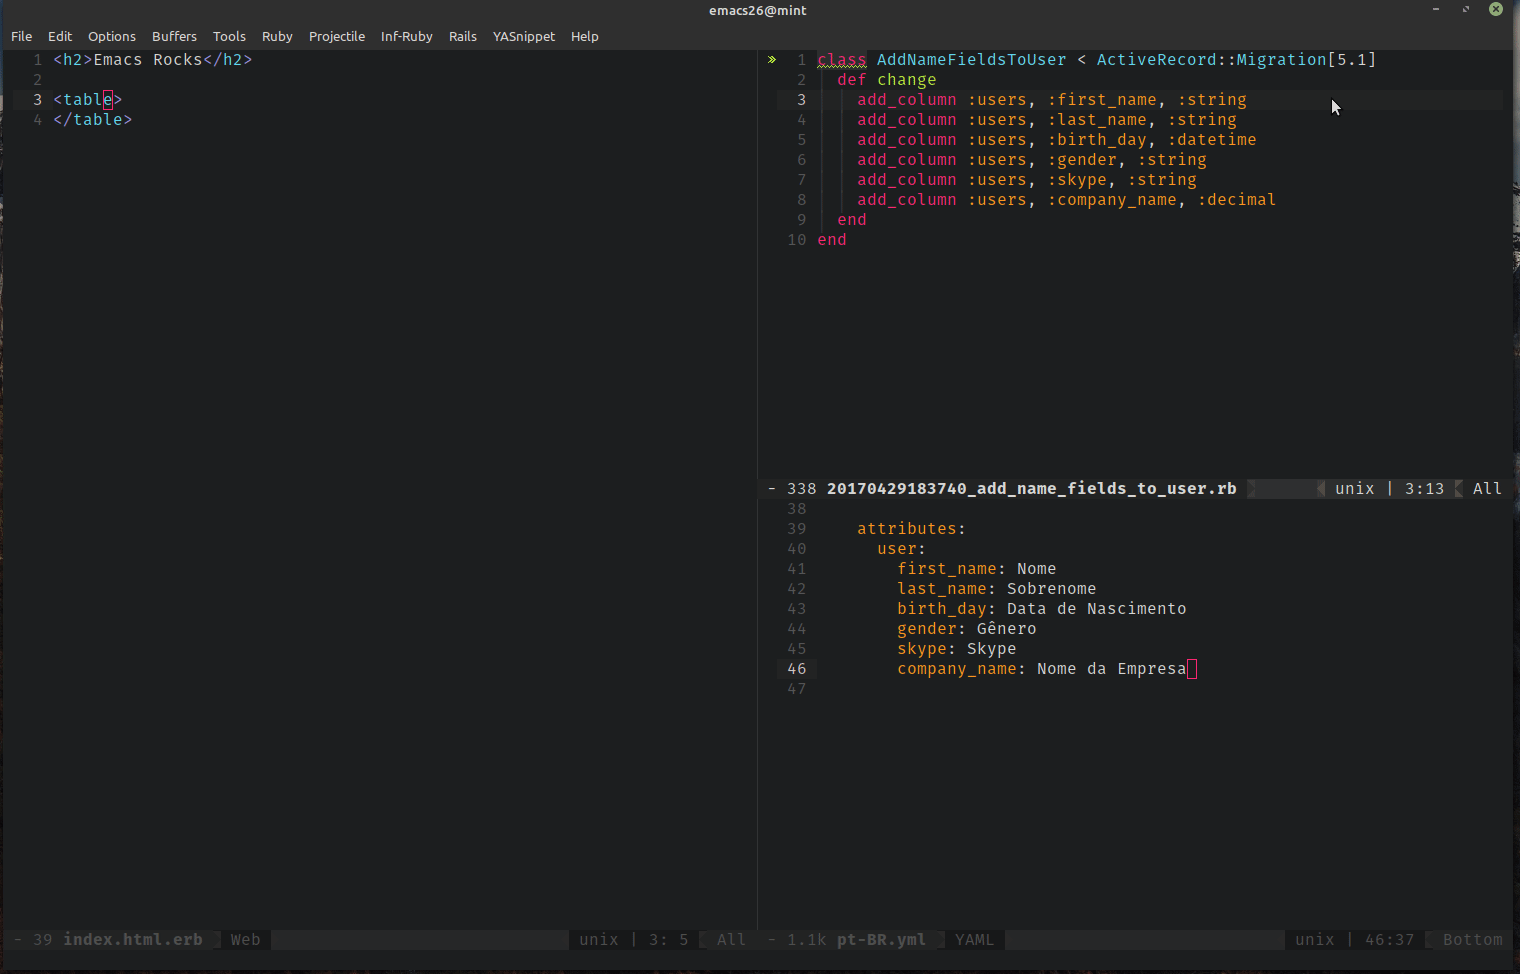 emacs26@mint
File Edit Options Buffers Tools Ruby Projectile Inf-Ruby Rails YASnippet Help
1 <h2>Emacs Rocks</h2>
2
3 <table>
4 </table>
- 39 index.html.erb Web unix | 3: 5 All
» 1 class AddNameFieldsToUser < ActiveRecord::Migration[5.1]
2 def change
3 add_column :users, :first_name, :string
4 add_column :users, :last_name, :string
5 add_column :users, :birth_day, :datetime
6 add_column :users, :gender, :string
7 add_column :users, :skype, :string
8 add_column :users, :company_name, :decimal
9 end
10 end
- 338 20170429183740_add_name_fields_to_user.rb unix | 3:13 All
38
39 attributes:
40 user:
41 first_name: Nome
42 last_name: Sobrenome
43 birth_day: Data de Nascimento
44 gender: Gênero
45 skype: Skype
46 company_name: Nome da Empresa
47
- 1.1k pt-BR.yml YAML unix | 46:37 Bottom